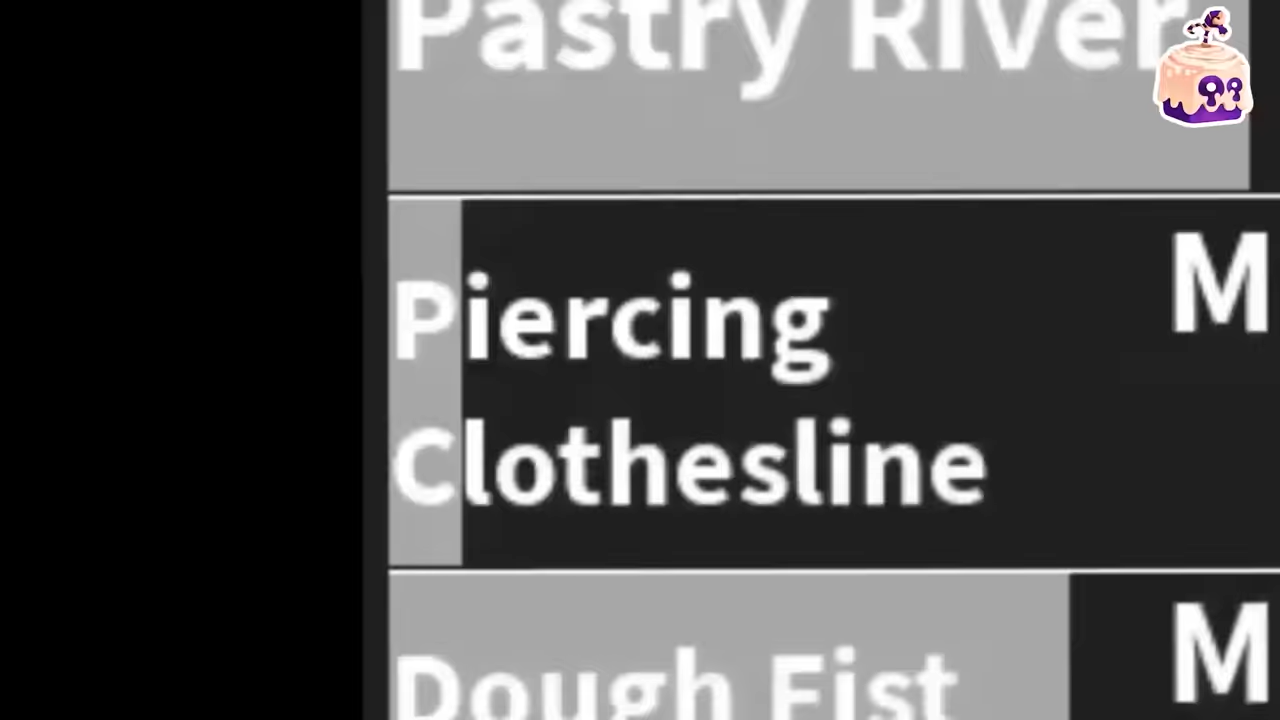 Pastry River
M
Piercing
Clothesline
M
Dough Fist